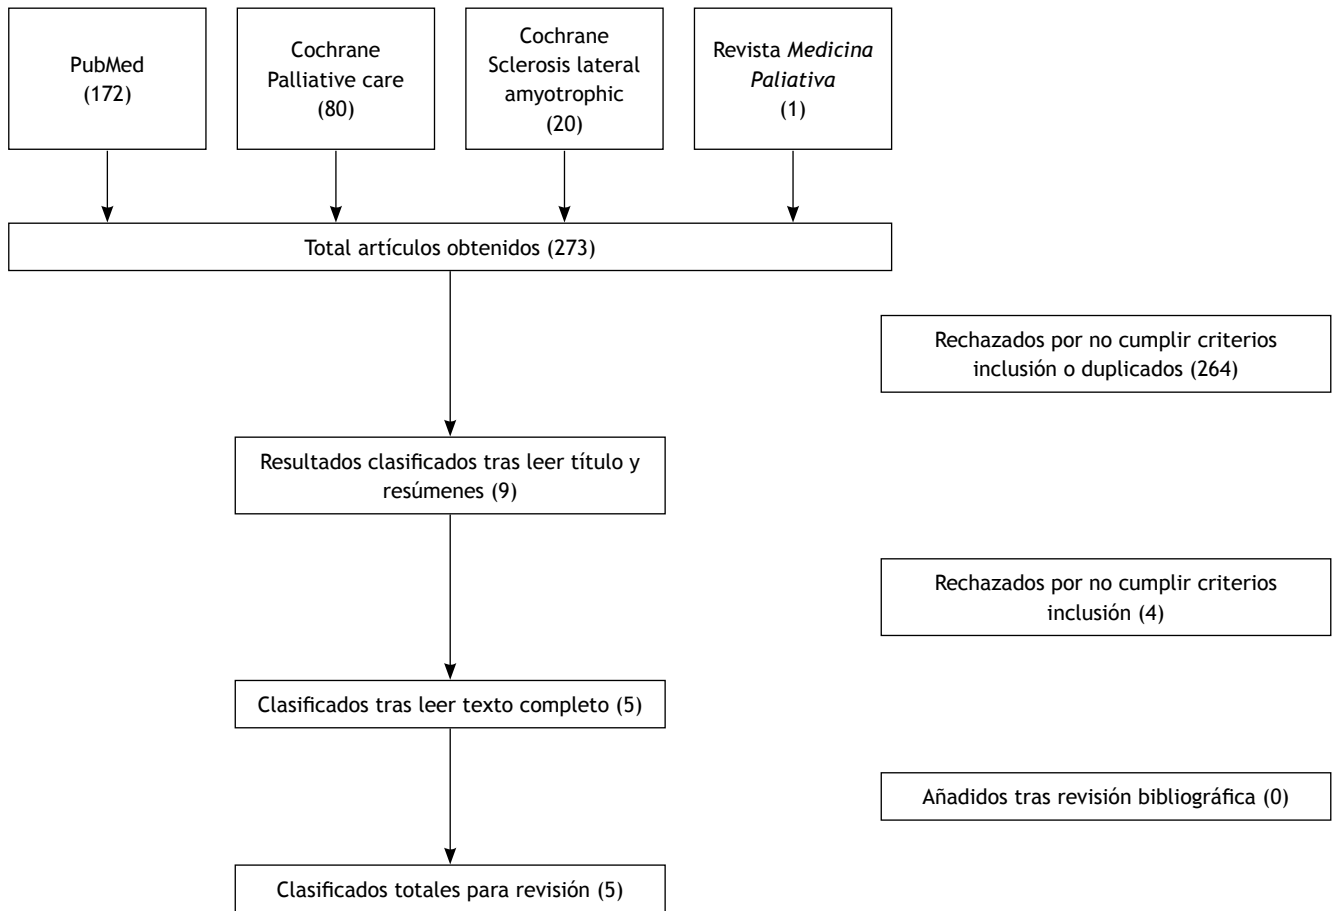 PubMed
(172)
Cochrane
Palliative care
(80)
Cochrane
Sclerosis lateral
amyotrophic
(20)
Revista Medicina
Paliativa
(1)
Total artículos obtenidos (273)
Rechazados por no cumplir criterios
inclusión o duplicados (264)
Resultados clasificados tras leer título y
resúmenes (9)
Rechazados por no cumplir criterios
inclusión (4)
Clasificados tras leer texto completo (5)
Añadidos tras revisión bibliográfica (0)
Clasificados totales para revisión (5)